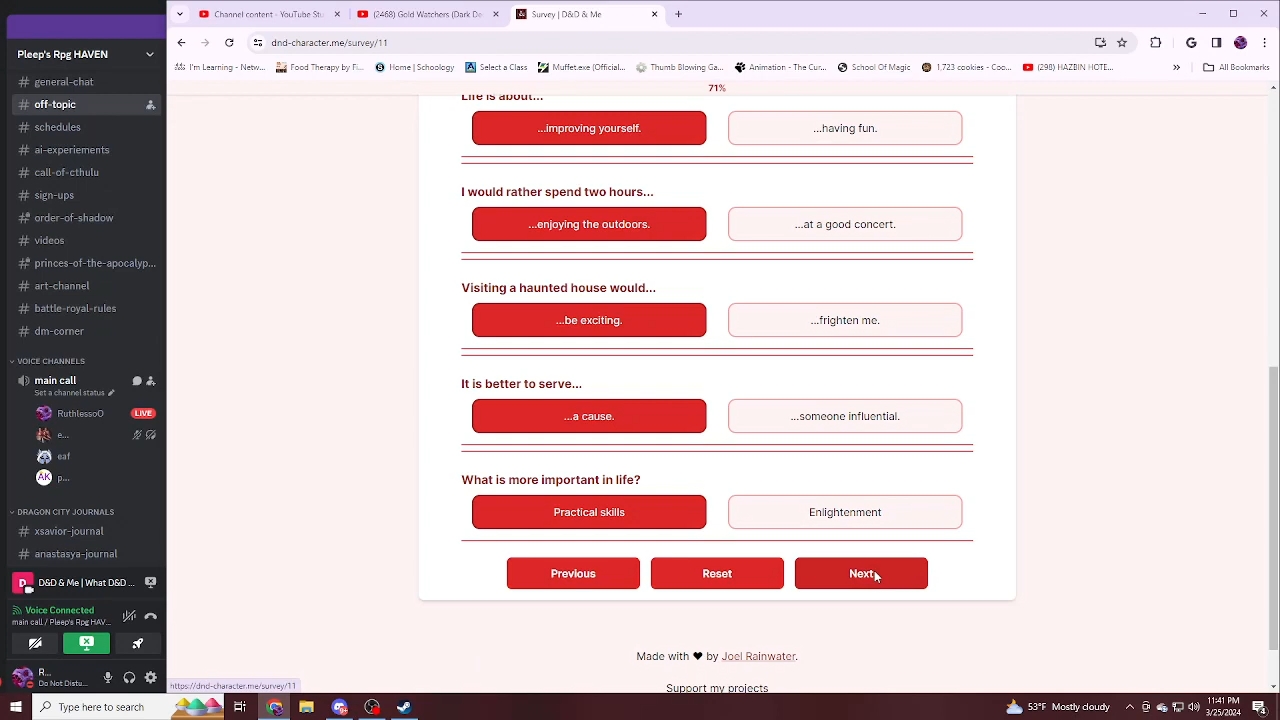 Channel content - YouTube Stu
(2468) Gold Watchers (Dark De
Survey | D&D & Me
dnd-character.me/survey/11
I'm Learning - Netw...
Food Therapy by Fi...
Home | Schoology
Select a Class
Muffet.exe (Official...
Thumb Blowing Ga...
Animation - The Cur...
School Of Magic
1,723 cookies - Coo...
(298) HAZBIN HOTE...
All Bookmarks
71%
Pleep's Rpg HAVEN
general-chat
off-topic
schedules
ai-experiments
call-of-cthulu
sign-ups
order-of-shadow
videos
princes-of-the-apocalyp...
art-channel
battle-royal-rules
dm-corner
VOICE CHANNELS
main call
Set a channel status
RuthlessoO
LIVE
e..
eaf
AK
p...
DRAGON CITY JOURNALS
xsavior-journal
anastasya-journal
D
D&D & Me | What D&D ...
Voice Connected
main call / Pleep's Rpg HAV...
R...
Do Not Distu...
Life is about...
...improving yourself.
...having fun.
I would rather spend two hours...
...enjoying the outdoors.
...at a good concert.
Visiting a haunted house would...
...be exciting.
...frighten me.
It is better to serve...
...a cause.
...someone influential.
What is more important in life?
Practical skills
Enlightenment
Previous
Reset
Next
Made with ♥ by Joel Rainwater.
Support my projects
https://dnd-character.me/survey/11
Type here to search
53°F Mostly cloudy
11:41 PM
3/25/2024